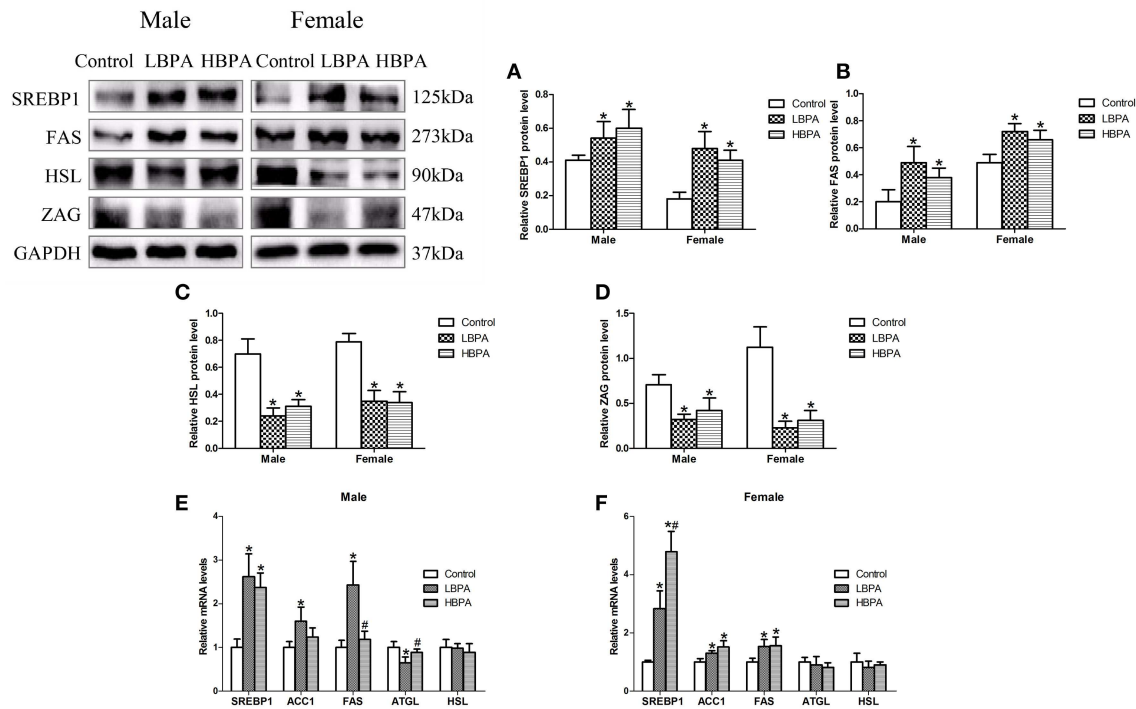 Male Female
Control LBPA HBPA Control LBPA HBPA
SREBP1 125kDa
FAS 273kDa
HSL 90kDa
ZAG 47kDa
GAPDH 37kDa
A
Relative SREBP1 protein level
0.8
0.6
0.4
0.2
0.0
* * * *
Male Female
Control
LBPA
HBPA
B
Relative FAS protein level
1.0
0.8
0.6
0.4
0.2
0.0
* * * *
Male Female
Control
LBPA
HBPA
C
Relative HSL protein level
1.0
0.8
0.6
0.4
0.2
0.0
* * * *
Male Female
Control
LBPA
HBPA
D
Relative ZAG protein level
1.5
1.0
0.5
0.0
* * * *
Male Female
Control
LBPA
HBPA
E
Male
Relative mRNA levels
4
3
2
1
0
* * * * # * #
SREBP1 ACC1 FAS ATGL HSL
Control
LBPA
HBPA
F
Female
Relative mRNA levels
6
4
2
0
* *# * * * *
SREBP1 ACC1 FAS ATGL HSL
Control
LBPA
HBPA